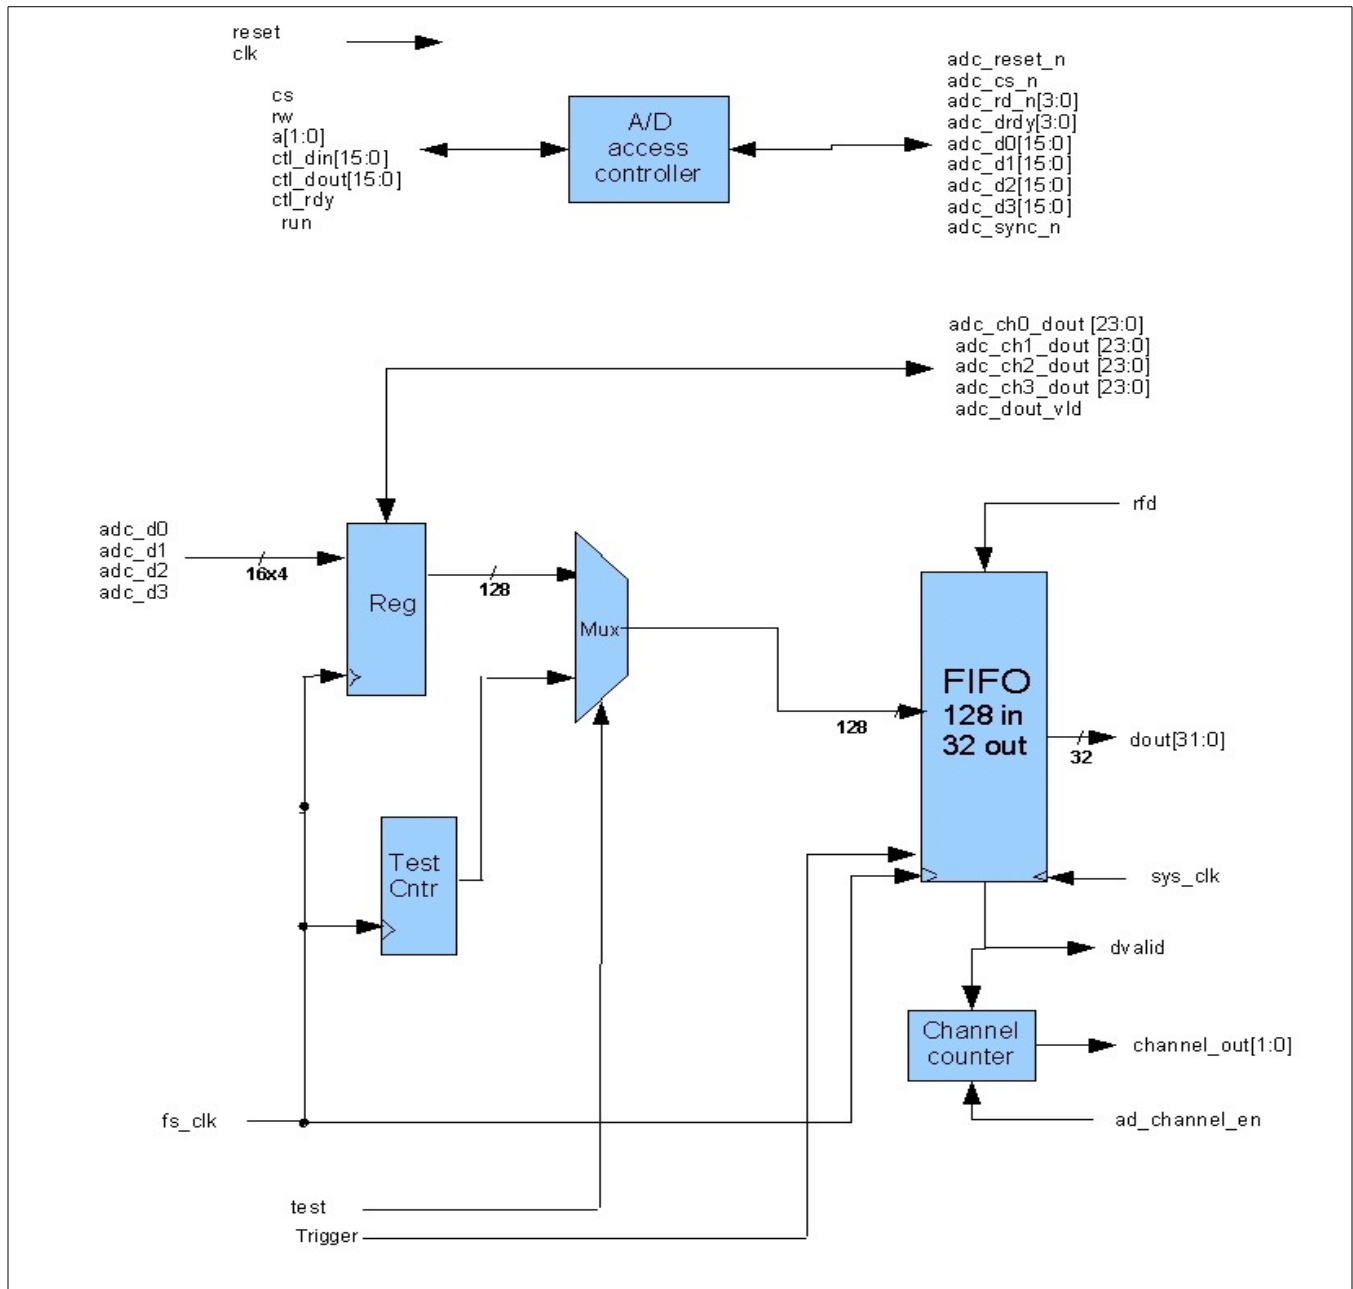 reset
clk
cs
rw
a[1:0]
ctl_din[15:0]
ctl_dout[15:0]
ctl_rdy
run
A/D
access
controller
adc_reset_n
adc_cs_n
adc_rd_n[3:0]
adc_drdy[3:0]
adc_d0[15:0]
adc_d1[15:0]
adc_d2[15:0]
adc_d3[15:0]
adc_sync_n
adc_ch0_dout [23:0]
adc_ch1_dout [23:0]
adc_ch2_dout [23:0]
adc_ch3_dout [23:0]
adc_dout_vld
adc_d0
adc_d1
adc_d2
adc_d3
16x4
Reg
128
Mux
128
rfd
FIFO
128 in
32 out
32
dout[31:0]
Test
Cntr
sys_clk
dvalid
Channel
counter
channel_out[1:0]
ad_channel_en
fs_clk
test
Trigger